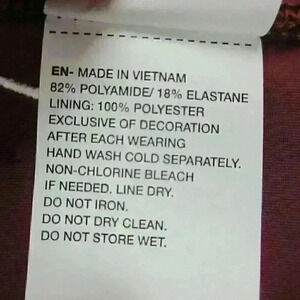 EN- MADE IN VIETNAM
82% POLYAMIDE/ 18% ELASTANE
LINING: 100% POLYESTER
EXCLUSIVE OF DECORATION
AFTER EACH WEARING
HAND WASH COLD SEPARATELY.
NON-CHLORINE BLEACH
IF NEEDED. LINE DRY.
DO NOT IRON.
DO NOT DRY CLEAN.
DO NOT STORE WET.